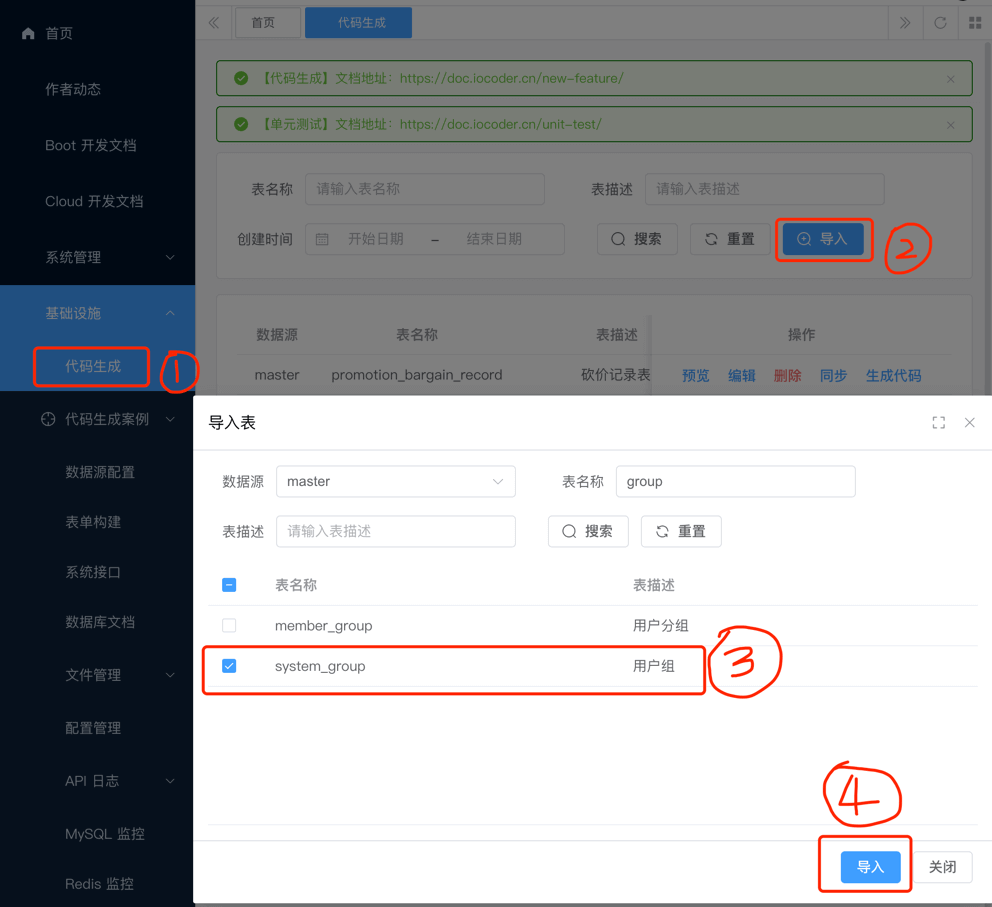 首页
作者动态
Boot 开发文档
Cloud 开发文档
系统管理
基础设施
代码生成
①
代码生成案例
数据源配置
表单构建
系统接口
数据库文档
文件管理
配置管理
API 日志
MySQL 监控
Redis 监控
首页 代码生成
【代码生成】文档地址：https://doc.iocoder.cn/new-feature/
【单元测试】文档地址：https://doc.iocoder.cn/unit-test/
表名称 请输入表名称 表描述 请输入表描述
创建时间 开始日期 – 结束日期 搜索 重置 导入 ②
数据源 表名称 表描述 操作
master promotion_bargain_record 砍价记录表 预览 编辑 删除 同步 生成代码
导入表
数据源 master 表名称 group
表描述 请输入表描述 搜索 重置
表名称 表描述
member_group 用户分组
system_group 用户组 ③
④
导入 关闭